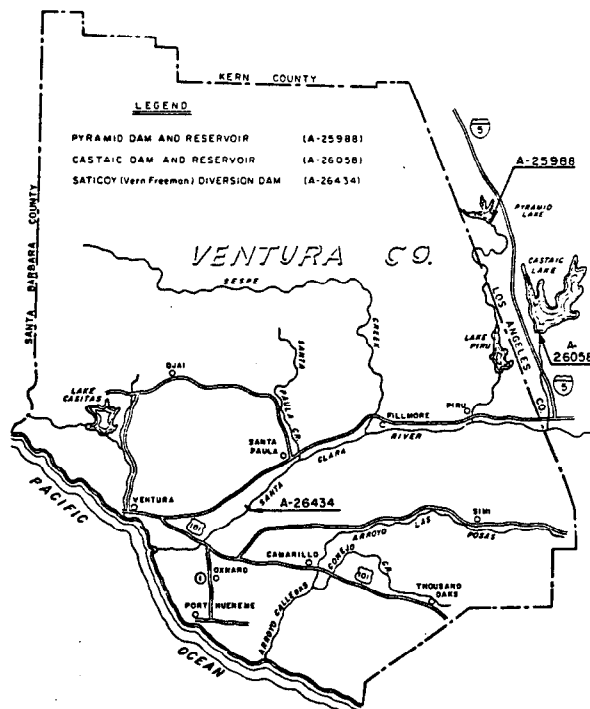 KERN COUNTY
LEGEND
PYRAMID DAM AND RESERVOIR (A-25988)
CASTAIC DAM AND RESERVOIR (A-26058)
SATICOY (Vern Freeman) DIVERSION DAM (A-26434)
5
A-25988
PYRAMID
LAKE
SANTA BARBARA COUNTY
VENTURA CO.
CASTAIC
LAKE
SESPE
CREEK
LOS ANGELES CO.
LAKE
PIRU
A-
26058
5
SANTA
PAULA CR.
OJAI
LAKE
CASITAS
PIRU
FILLMORE
RIVER
SANTA
PAULA
CLARA
SANTA
VENTURA
A-26434
101
SIMI
ARROYO
LAS
POSAS
CAMARILLO
CONEJO
CR.
101
1
OXNARD
THOUSAND
OAKS
PORT HUENEME
ARROYO CALLEGAS
PACIFIC
OCEAN